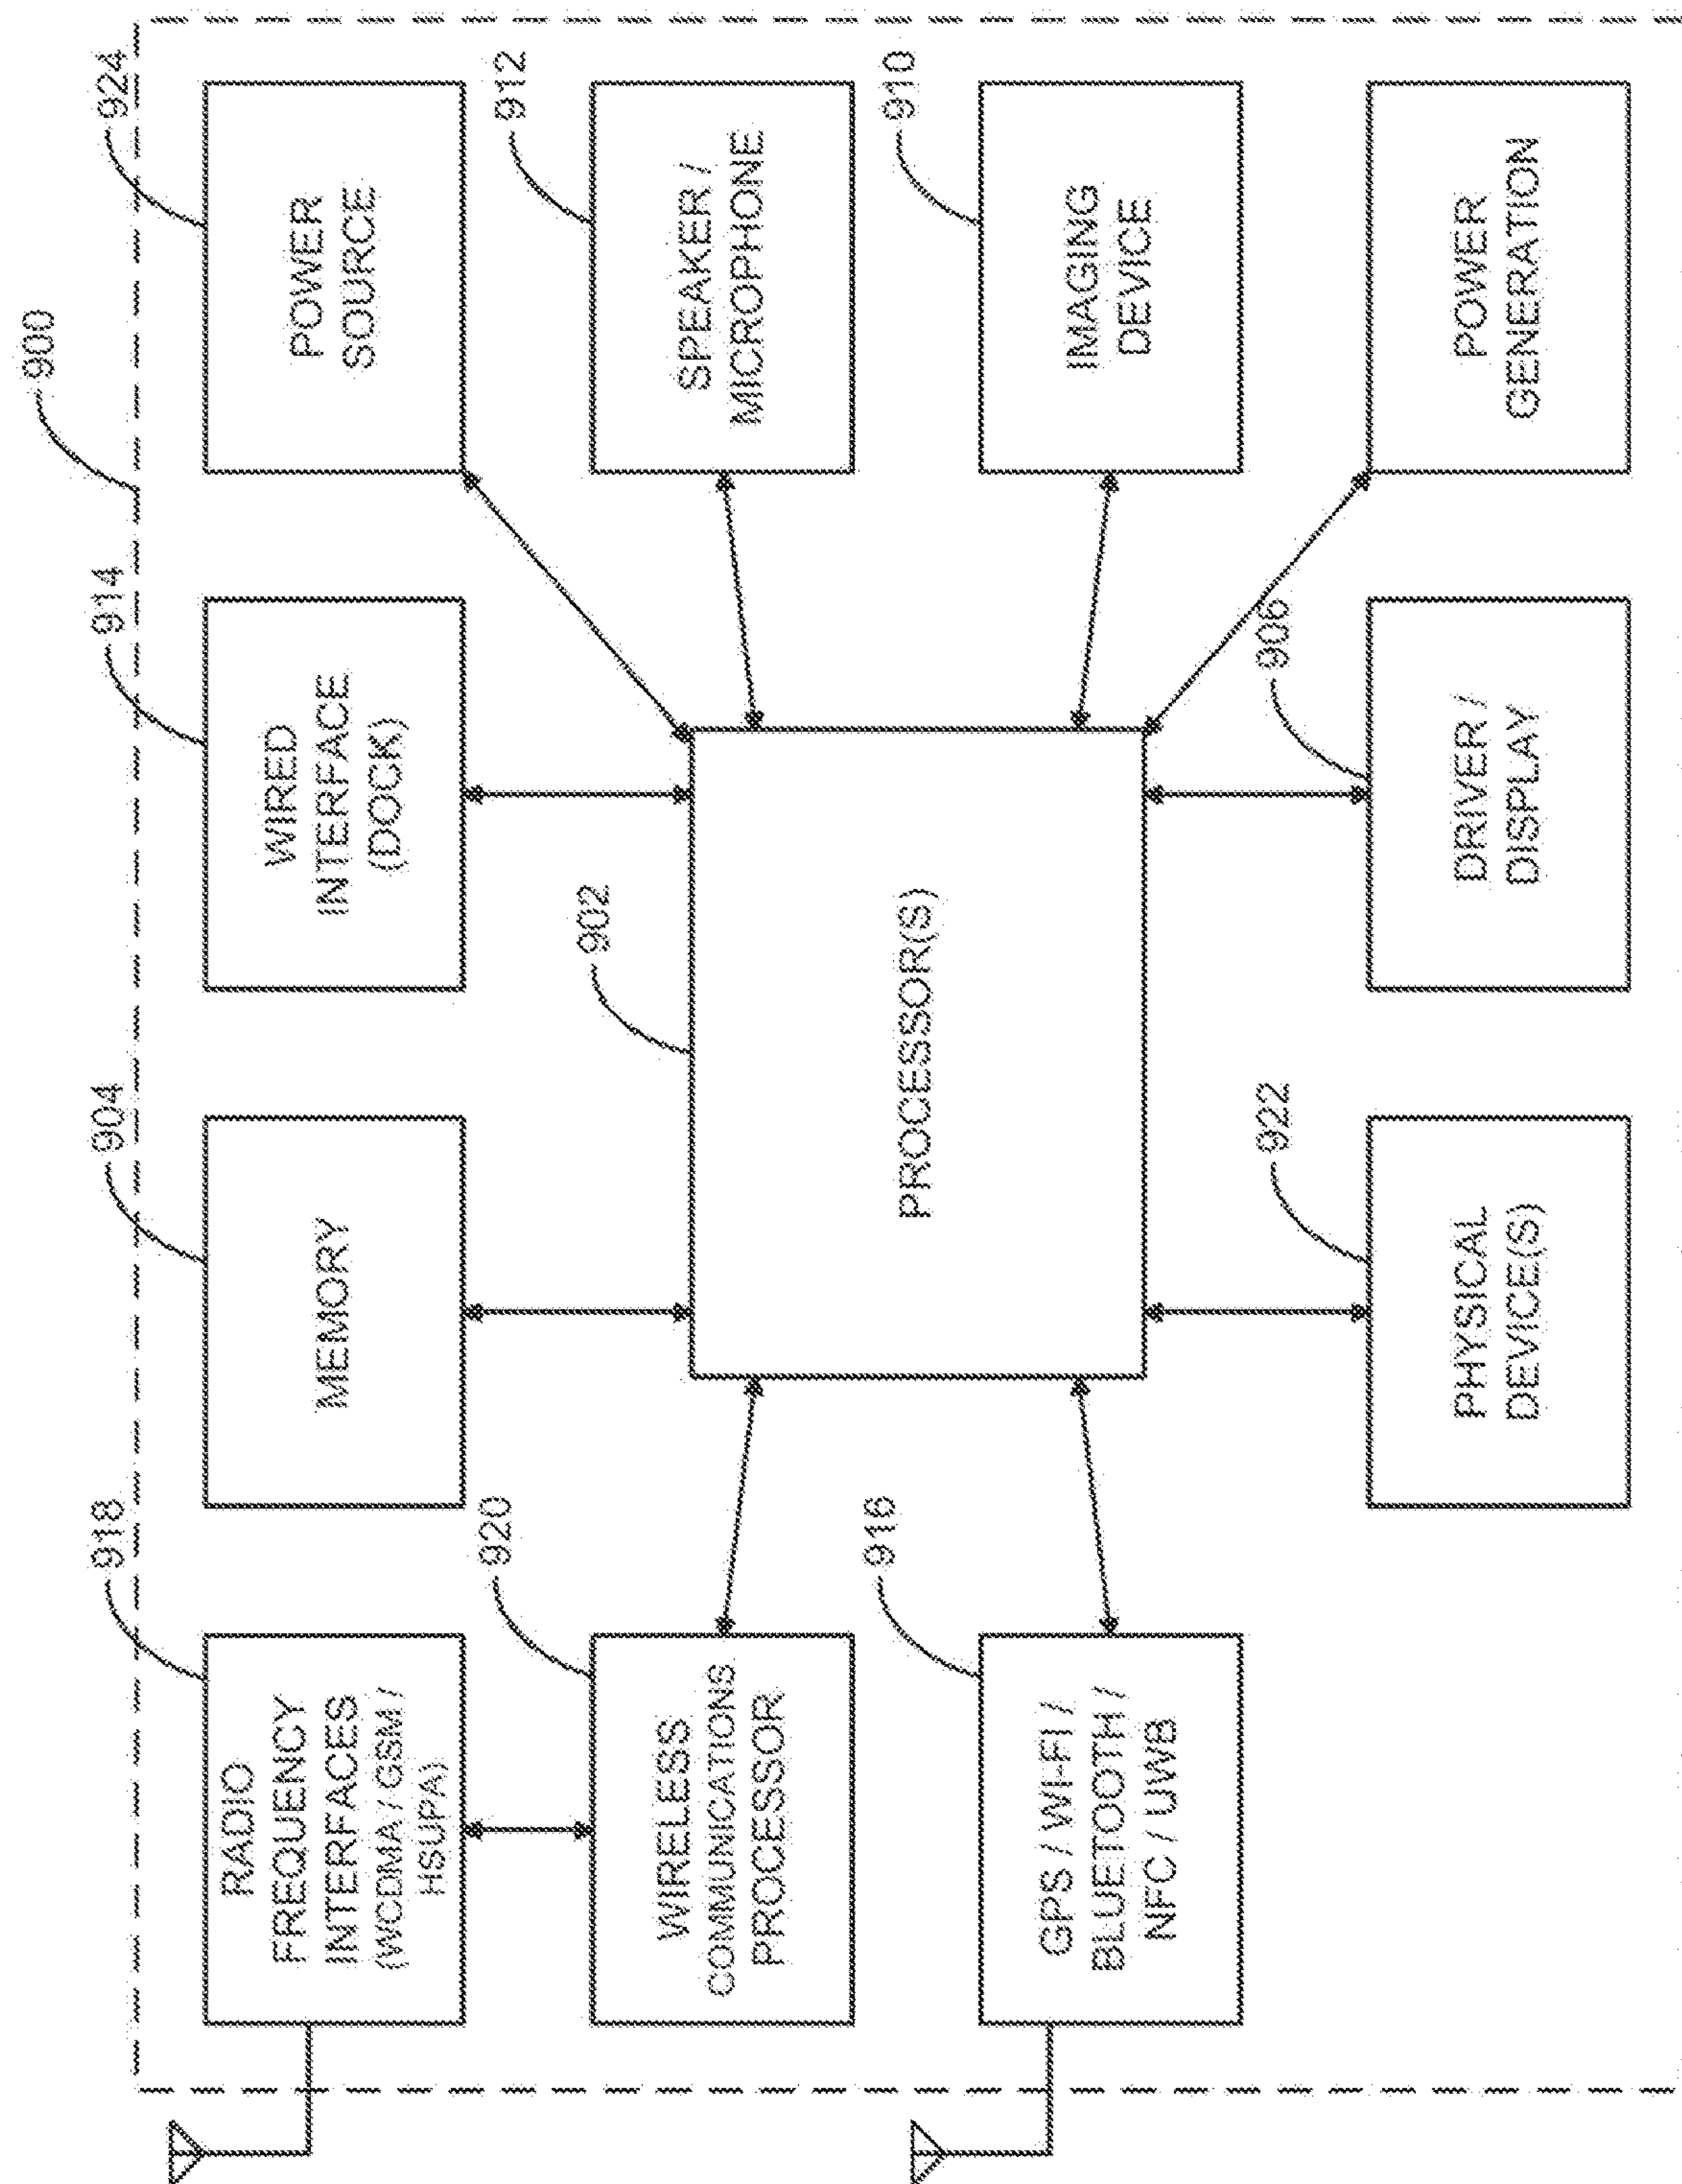 900
918
RADIO
FREQUENCY
INTERFACES
(WCDMA / GSM /
HSUPA)
904
MEMORY
914
WIRED
INTERFACE
(DOCK)
924
POWER
SOURCE
920
WIRELESS
COMMUNICATIONS
PROCESSOR
902
PROCESSOR(S)
912
SPEAKER /
MICROPHONE
916
GPS / WI-FI /
BLUETOOTH /
NFC / UWB
910
IMAGING
DEVICE
922
PHYSICAL
DEVICE(S)
906
DRIVER /
DISPLAY
POWER
GENERATION